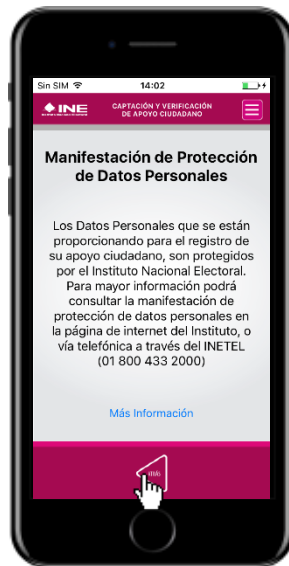 Sin SIM
14:02
INE
CAPTACIÓN Y VERIFICACIÓN
DE APOYO CIUDADANO
Manifestación de Protección
de Datos Personales
Los Datos Personales que se están
proporcionando para el registro de
su apoyo ciudadano, son protegidos
por el Instituto Nacional Electoral.
Para mayor información podrá
consultar la manifestación de
protección de datos personales en
la página de internet del Instituto, o
vía telefónica a través del INETEL
(01 800 433 2000)
Más Información
ATRÁS